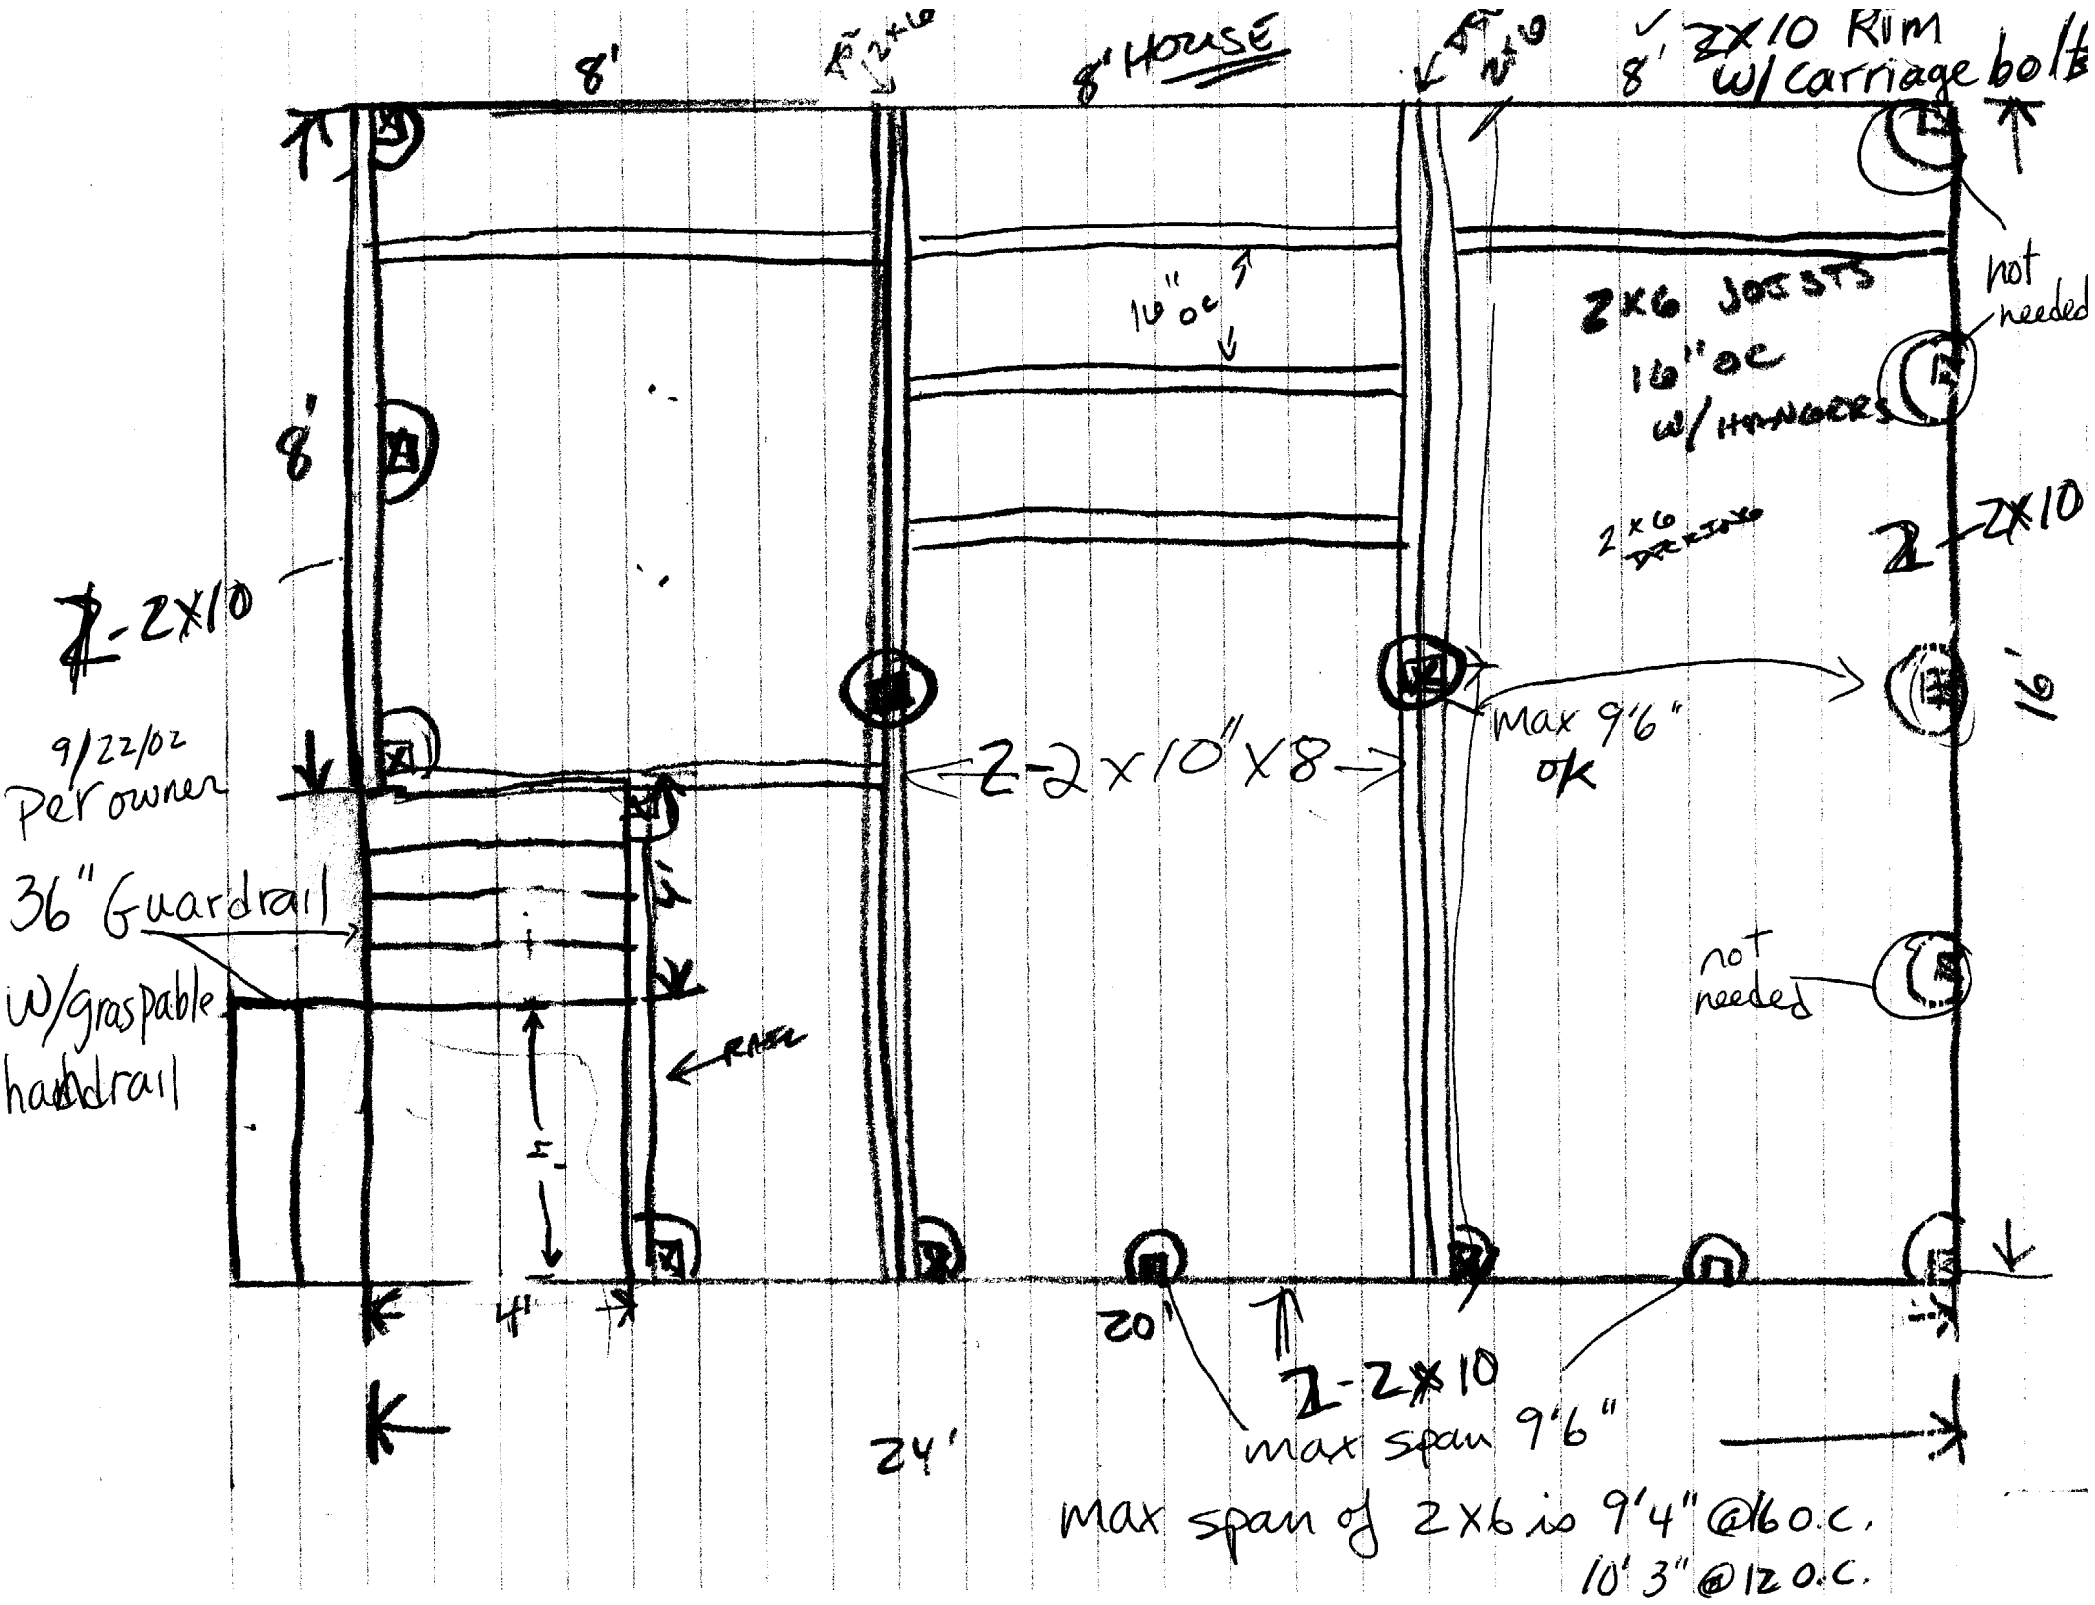 8'
2x6
8' HOUSE
2x6
✓ 2x10 Rim
8' w/ carriage bolts
not
needed
16" oc
2x6 JOISTS
16" OC
w/ HANGERS
8'
2-2x10
2x6
DECKING
2-2x10
16'
9/22/02
Per owner
36" Guardrail
w/graspable
handrail
2-2x10"x8
max 9'6"
OK
4'
not
needed
RAIL
4'
20'
2-2x10
24'
max span 9'6"
max span of 2x6 is 9'4" @16 o.c.
10'3" @12 o.c.